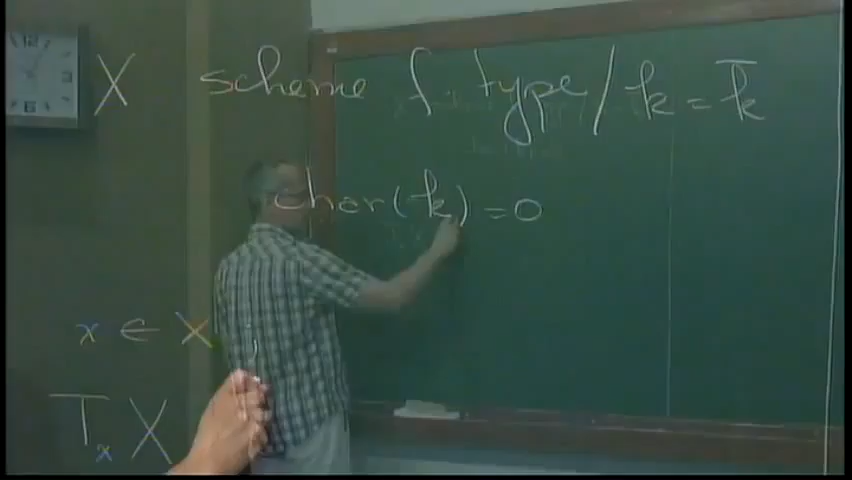 X scheme f type / k = k̄
char(k) = 0
x ∈ X
T_x X